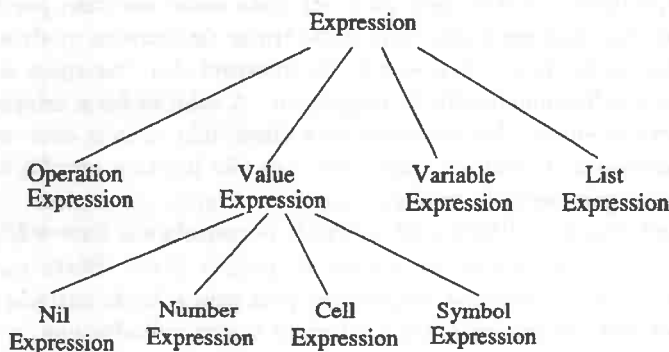 Expression
Operation Expression
Value Expression
Variable Expression
List Expression
Nil Expression
Number Expression
Cell Expression
Symbol Expression